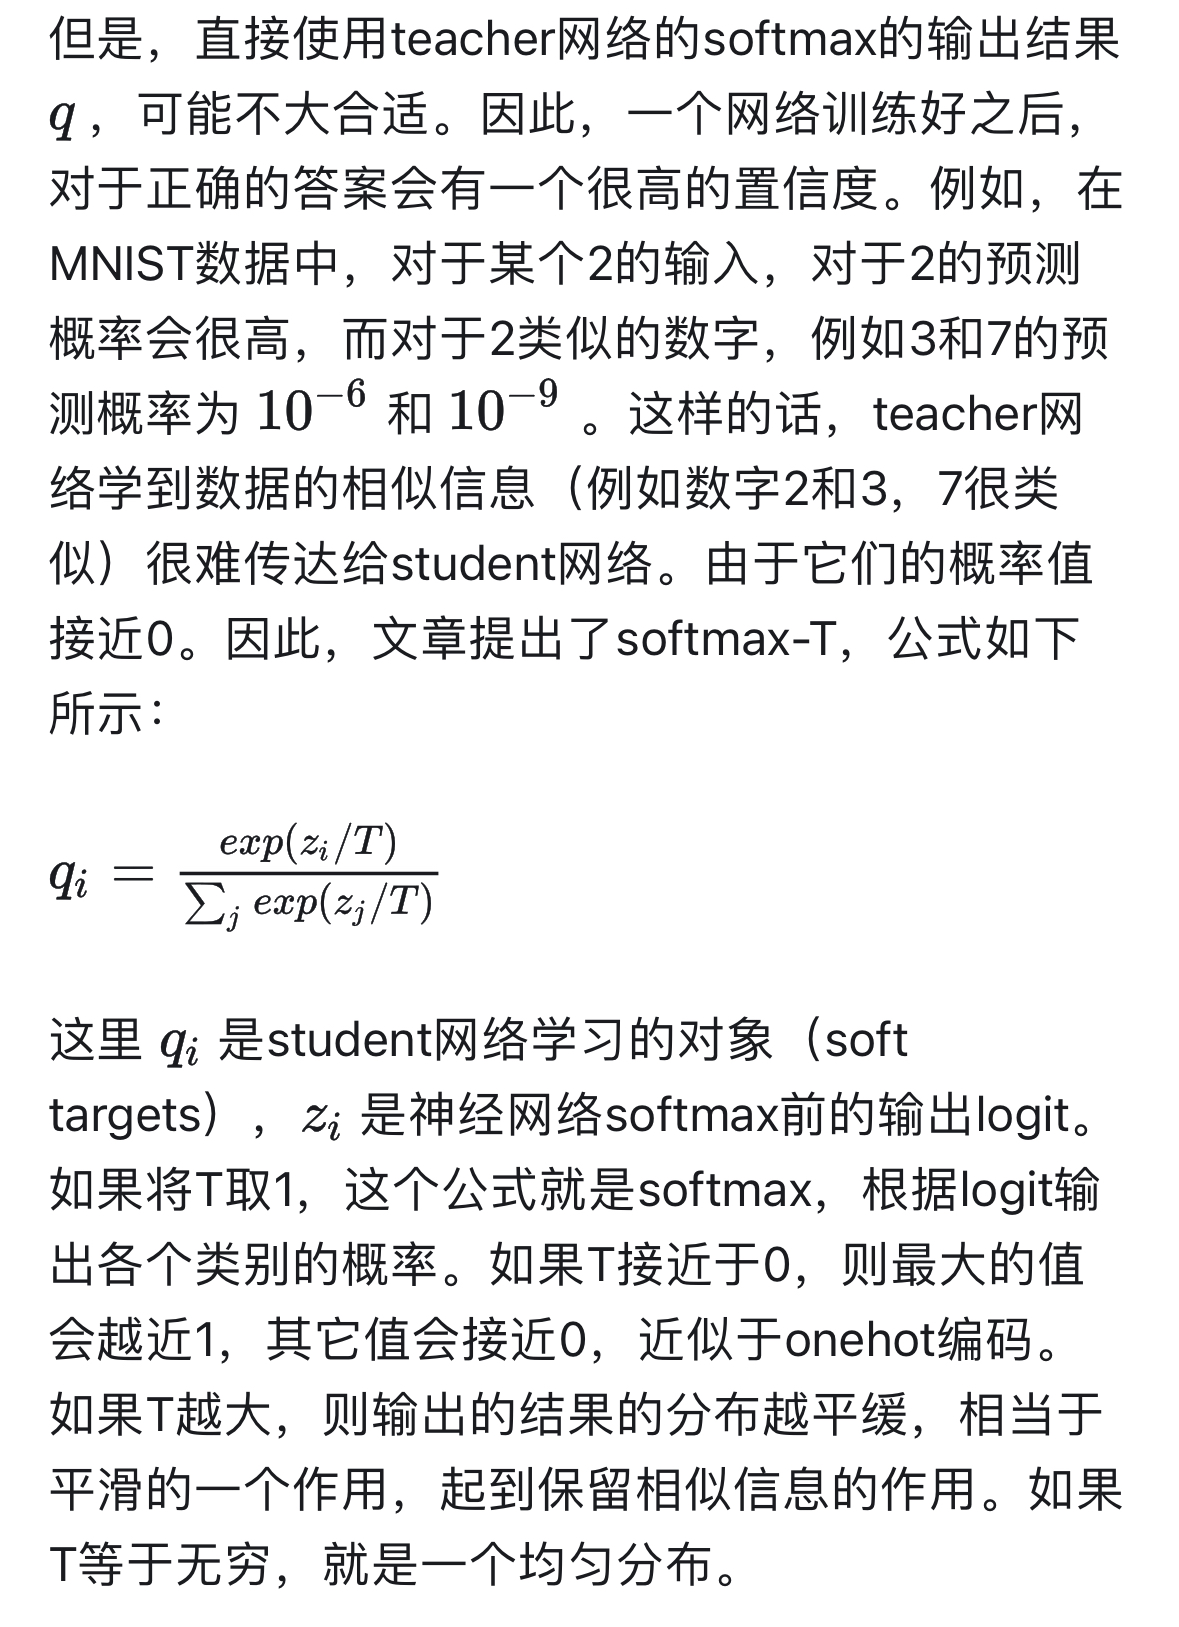 但是，直接使用teacher网络的softmax的输出结果
q ，可能不大合适。因此，一个网络训练好之后，
对于正确的答案会有一个很高的置信度。例如，在
MNIST数据中，对于某个2的输入，对于2的预测
概率会很高，而对于2类似的数字，例如3和7的预
测概率为 10^{-6} 和 10^{-9} 。这样的话，teacher网
络学到数据的相似信息（例如数字2和3，7很类
似）很难传达给student网络。由于它们的概率值
接近0。因此，文章提出了softmax-T，公式如下
所示：
q_i = \frac{exp(z_i/T)}{\sum_j exp(z_j/T)}
这里 q_i 是student网络学习的对象（soft
targets），z_i 是神经网络softmax前的输出logit。
如果将T取1，这个公式就是softmax，根据logit输
出各个类别的概率。如果T接近于0，则最大的值
会越近1，其它值会接近0，近似于onehot编码。
如果T越大，则输出的结果的分布越平缓，相当于
平滑的一个作用，起到保留相似信息的作用。如果
T等于无穷，就是一个均匀分布。